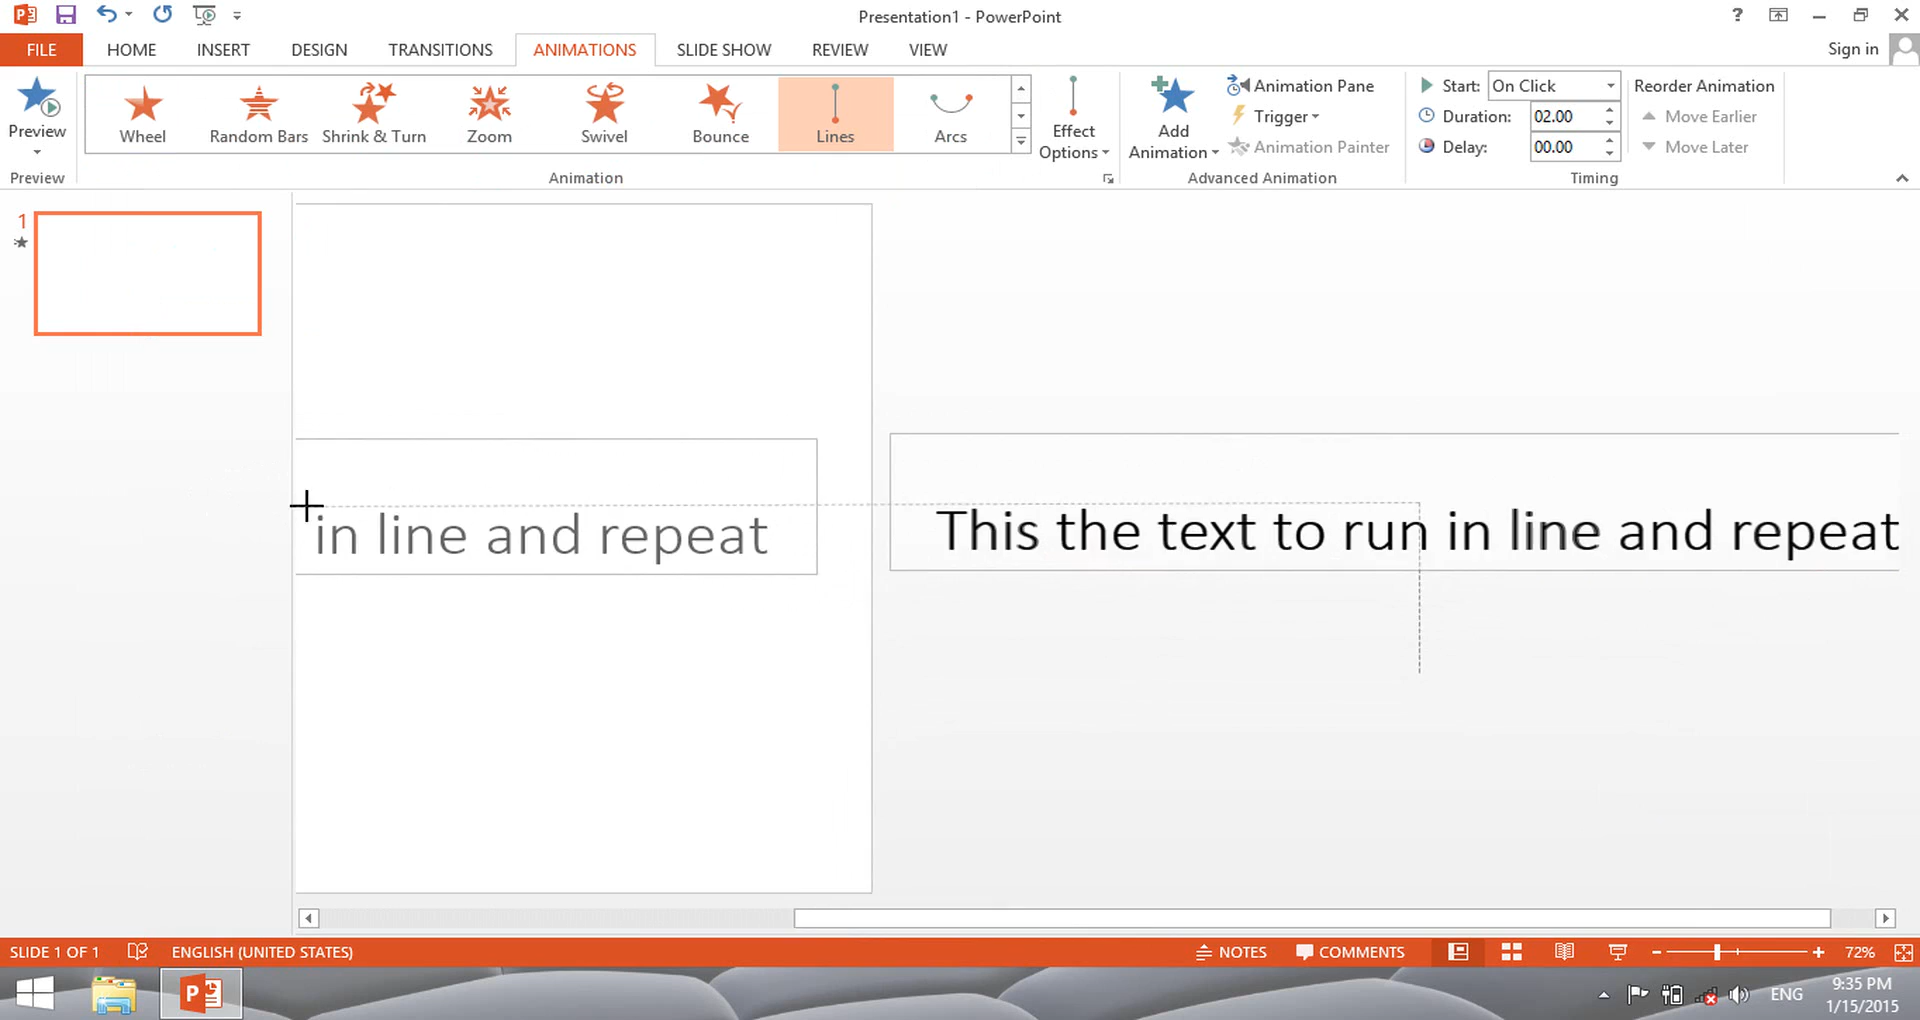 Presentation1 - PowerPoint
?
FILE
HOME
INSERT
DESIGN
TRANSITIONS
ANIMATIONS
SLIDE SHOW
REVIEW
VIEW
Sign in
Preview
Wheel
Random Bars
Shrink & Turn
Zoom
Swivel
Bounce
Lines
Arcs
Effect
Options
Add
Animation
Animation Pane
Trigger
Animation Painter
Start: On Click
Duration: 02.00
Delay: 00.00
Reorder Animation
Move Earlier
Move Later
Preview
Animation
Advanced Animation
Timing
1
in line and repeat
This the text to run in line and repeat
SLIDE 1 OF 1
ENGLISH (UNITED STATES)
NOTES
COMMENTS
72%
P
ENG
9:35 PM
1/15/2015